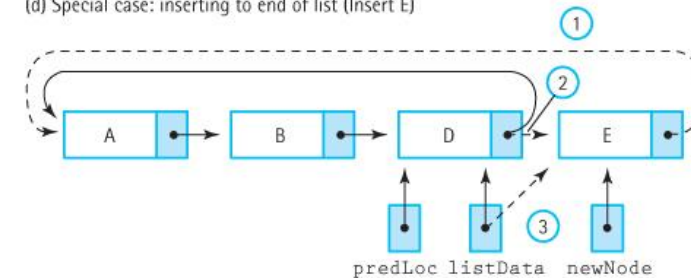 (d) Special case: inserting to end of list (Insert E)
1
2
A B D E
3
predLoc listData newNode